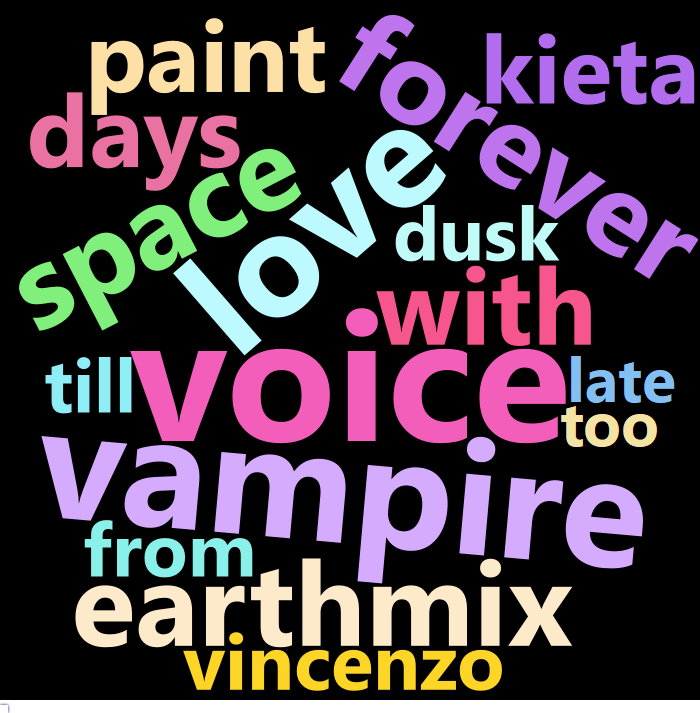 paint
forever
kieta
days
space
love
dusk
with
voice
till
late
too
vampire
from
earthmix
vincenzo